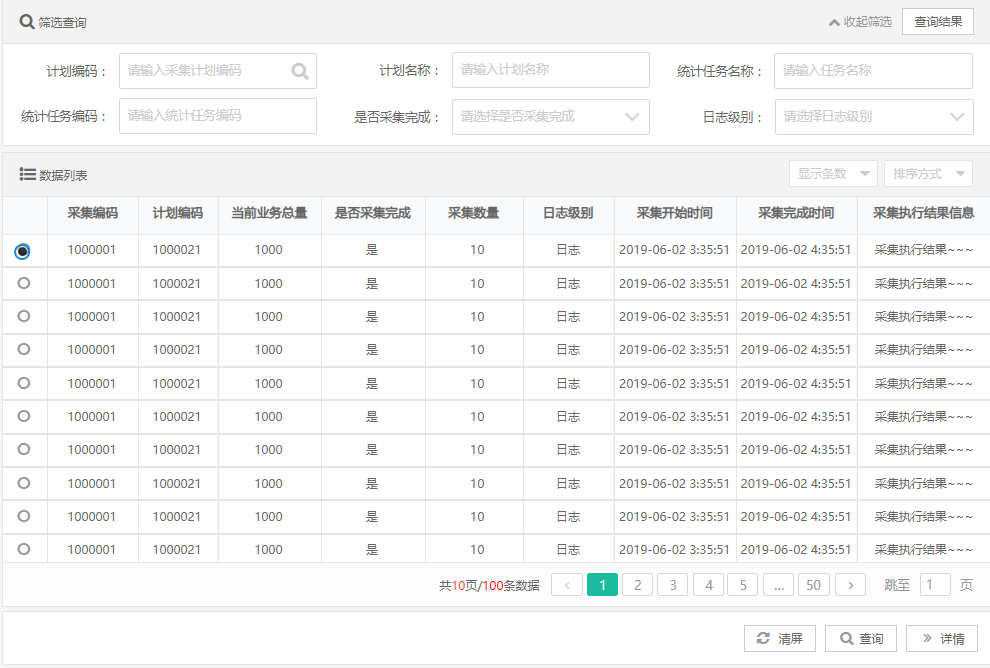 筛选查询 收起筛选 查询结果
计划编码： 请输入采集计划编码 计划名称： 请输入计划名称 统计任务名称： 请输入任务名称
统计任务编码： 请输入统计任务编码 是否采集完成： 请选择是否采集完成 日志级别： 请选择日志级别
数据列表 显示条数 排序方式
采集编码 计划编码 当前业务总量 是否采集完成 采集数量 日志级别 采集开始时间 采集完成时间 采集执行结果信息
1000001 1000021 1000 是 10 日志 2019-06-02 3:35:51 2019-06-02 4:35:51 采集执行结果~~~
1000001 1000021 1000 是 10 日志 2019-06-02 3:35:51 2019-06-02 4:35:51 采集执行结果~~~
1000001 1000021 1000 是 10 日志 2019-06-02 3:35:51 2019-06-02 4:35:51 采集执行结果~~~
1000001 1000021 1000 是 10 日志 2019-06-02 3:35:51 2019-06-02 4:35:51 采集执行结果~~~
1000001 1000021 1000 是 10 日志 2019-06-02 3:35:51 2019-06-02 4:35:51 采集执行结果~~~
1000001 1000021 1000 是 10 日志 2019-06-02 3:35:51 2019-06-02 4:35:51 采集执行结果~~~
1000001 1000021 1000 是 10 日志 2019-06-02 3:35:51 2019-06-02 4:35:51 采集执行结果~~~
1000001 1000021 1000 是 10 日志 2019-06-02 3:35:51 2019-06-02 4:35:51 采集执行结果~~~
1000001 1000021 1000 是 10 日志 2019-06-02 3:35:51 2019-06-02 4:35:51 采集执行结果~~~
1000001 1000021 1000 是 10 日志 2019-06-02 3:35:51 2019-06-02 4:35:51 采集执行结果~~~
共10页/100条数据 < 1 2 3 4 5 ... 50 > 跳至 1 页
清屏 查询 » 详情